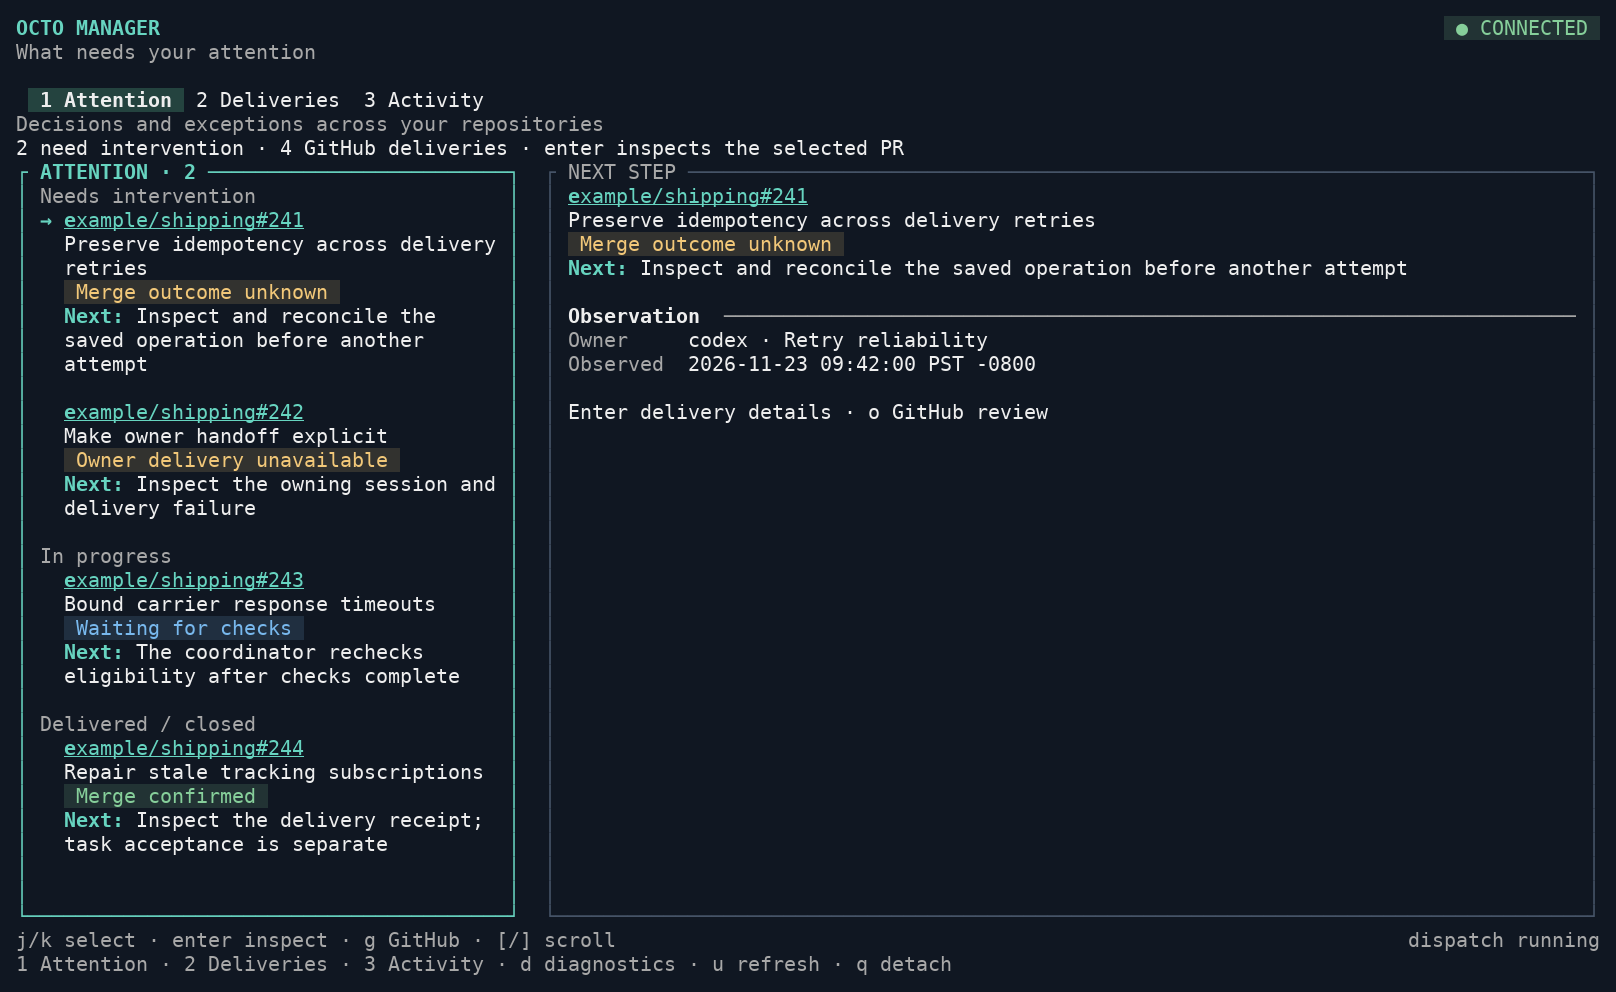 OCTO MANAGER
● CONNECTED
What needs your attention
1 Attention  2 Deliveries  3 Activity
Decisions and exceptions across your repositories
2 need intervention · 4 GitHub deliveries · enter inspects the selected PR
ATTENTION · 2
Needs intervention
→ example/shipping#241
Preserve idempotency across delivery
retries
Merge outcome unknown
Next: Inspect and reconcile the
saved operation before another
attempt
example/shipping#242
Make owner handoff explicit
Owner delivery unavailable
Next: Inspect the owning session and
delivery failure
In progress
example/shipping#243
Bound carrier response timeouts
Waiting for checks
Next: The coordinator rechecks
eligibility after checks complete
Delivered / closed
example/shipping#244
Repair stale tracking subscriptions
Merge confirmed
Next: Inspect the delivery receipt;
task acceptance is separate
NEXT STEP
example/shipping#241
Preserve idempotency across delivery retries
Merge outcome unknown
Next: Inspect and reconcile the saved operation before another attempt
Observation
Owner codex · Retry reliability
Observed 2026-11-23 09:42:00 PST -0800
Enter delivery details · o GitHub review
j/k select · enter inspect · g GitHub · [/] scroll
dispatch running
1 Attention · 2 Deliveries · 3 Activity · d diagnostics · u refresh · q detach